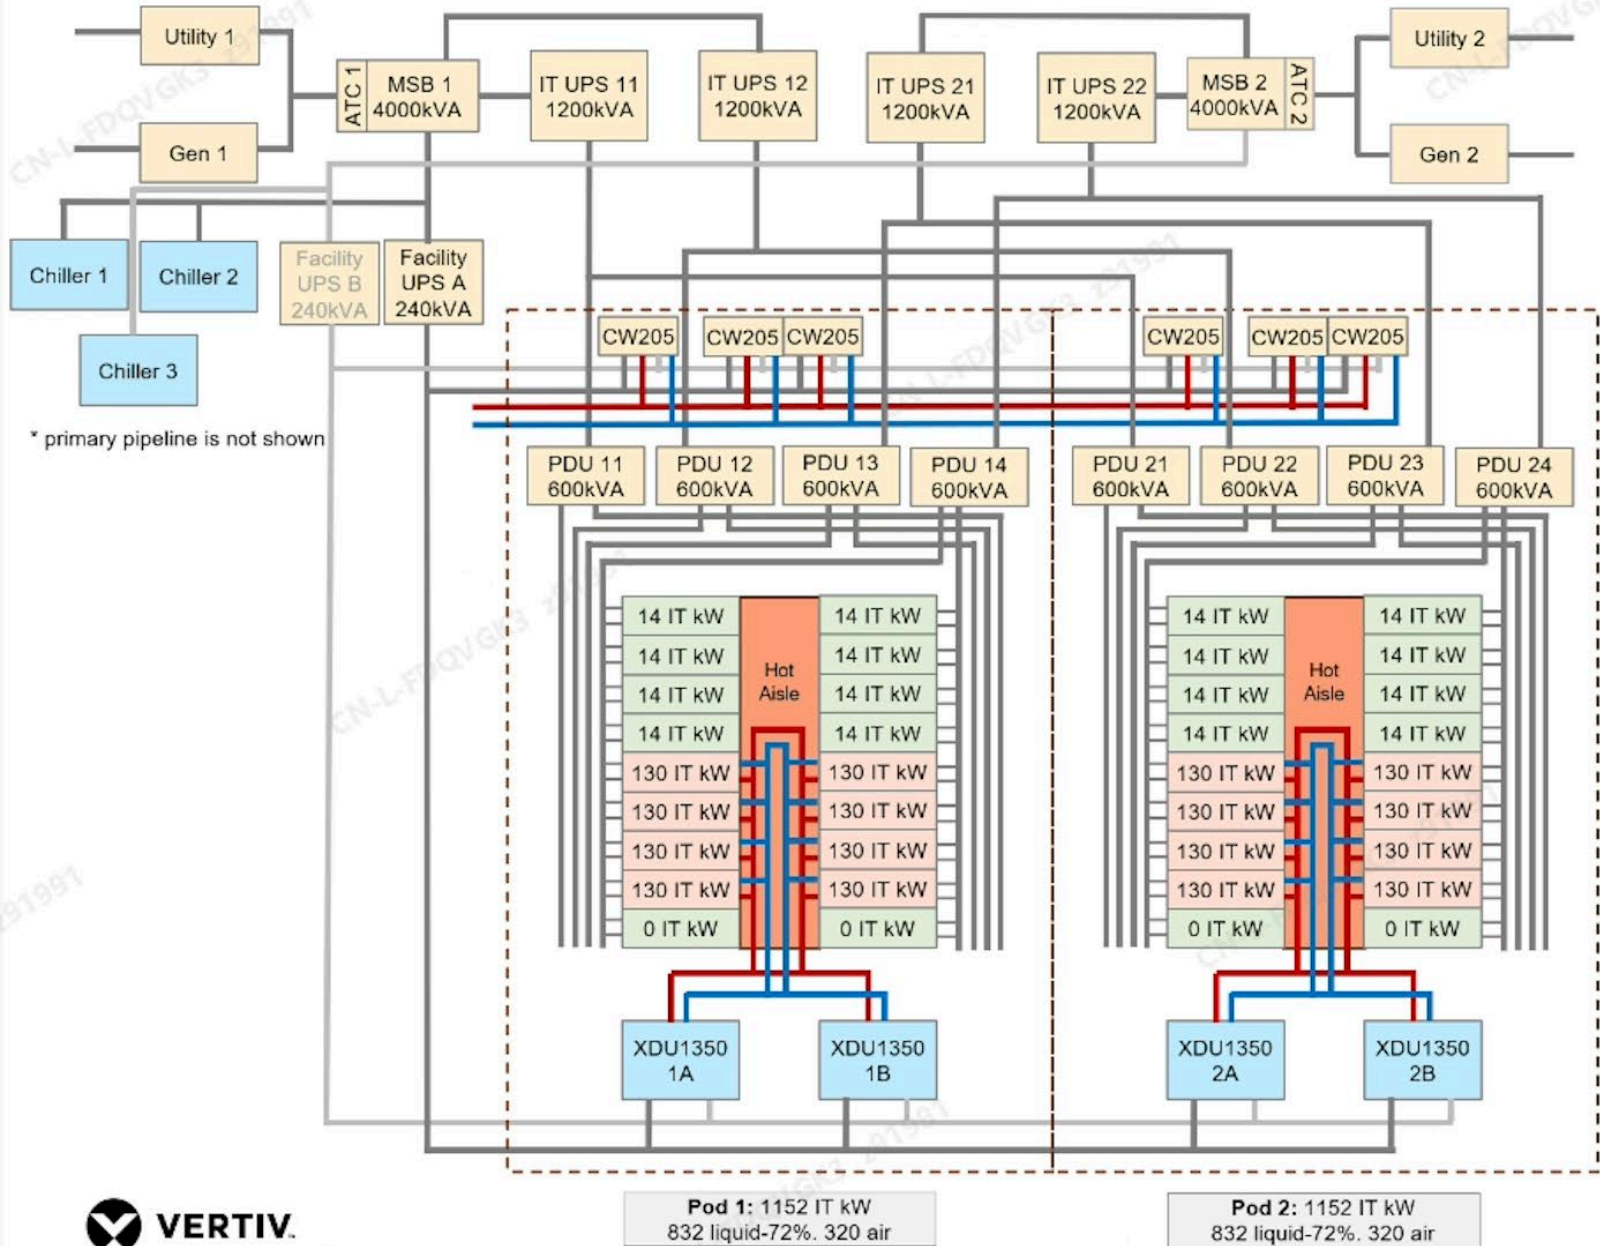 Utility 1
Gen 1
ATC 1
MSB 1
4000kVA
IT UPS 11
1200kVA
IT UPS 12
1200kVA
IT UPS 21
1200kVA
IT UPS 22
1200kVA
MSB 2
4000kVA
ATC 2
Utility 2
Gen 2
Chiller 1
Chiller 2
Facility
UPS B
240kVA
Facility
UPS A
240kVA
Chiller 3
* primary pipeline is not shown
CW205
CW205
CW205
CW205
CW205
CW205
PDU 11
600kVA
PDU 12
600kVA
PDU 13
600kVA
PDU 14
600kVA
PDU 21
600kVA
PDU 22
600kVA
PDU 23
600kVA
PDU 24
600kVA
14 IT kW
14 IT kW
14 IT kW
14 IT kW
130 IT kW
130 IT kW
130 IT kW
130 IT kW
0 IT kW
Hot
Aisle
14 IT kW
14 IT kW
14 IT kW
14 IT kW
130 IT kW
130 IT kW
130 IT kW
130 IT kW
0 IT kW
14 IT kW
14 IT kW
14 IT kW
14 IT kW
130 IT kW
130 IT kW
130 IT kW
130 IT kW
0 IT kW
Hot
Aisle
14 IT kW
14 IT kW
14 IT kW
14 IT kW
130 IT kW
130 IT kW
130 IT kW
130 IT kW
0 IT kW
XDU1350
1A
XDU1350
1B
XDU1350
2A
XDU1350
2B
Pod 1: 1152 IT kW
832 liquid-72%. 320 air
Pod 2: 1152 IT kW
832 liquid-72%. 320 air
VERTIV.
CN-L-FDQVGK3 z91991
CN-L-FDQVGK3 z91991
CN-L-FDQVGK3 z91991
z91991